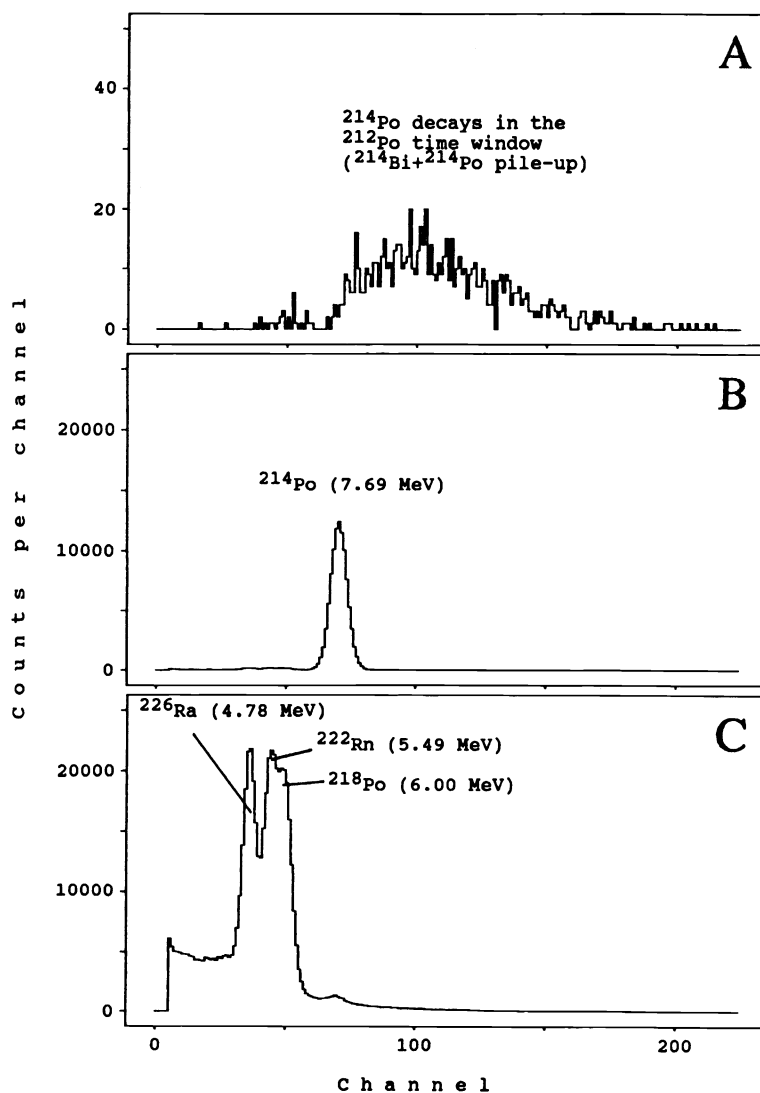 A
40
20
0
²¹⁴Po decays in the
²¹²Po time window
(²¹⁴Bi+²¹⁴Po pile-up)
B
20000
10000
0
²¹⁴Po (7.69 MeV)
C
²²⁶Ra (4.78 MeV)
²²²Rn (5.49 MeV)
²¹⁸Po (6.00 MeV)
20000
10000
0
0 100 200
Channel
Counts per channel